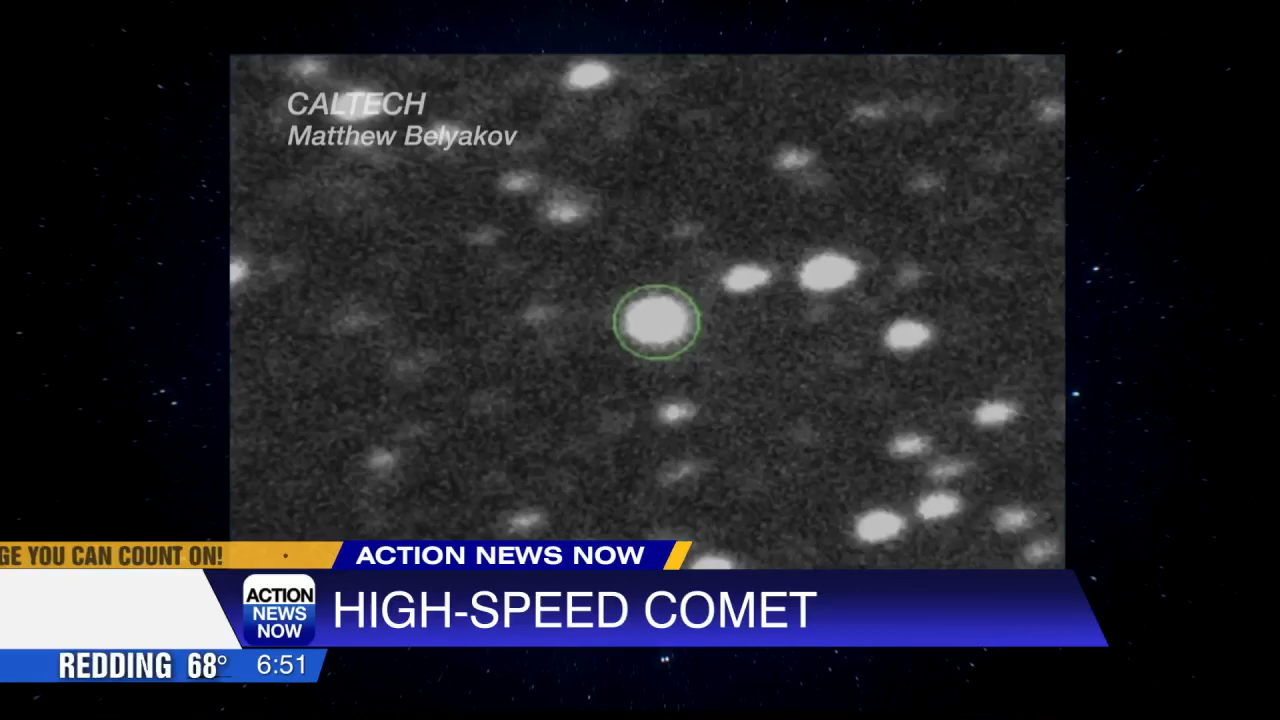 CALTECH
Matthew Belyakov
GE YOU CAN COUNT ON! •
ACTION NEWS NOW
ACTION
NEWS
NOW
HIGH-SPEED COMET
REDDING 68° 6:51